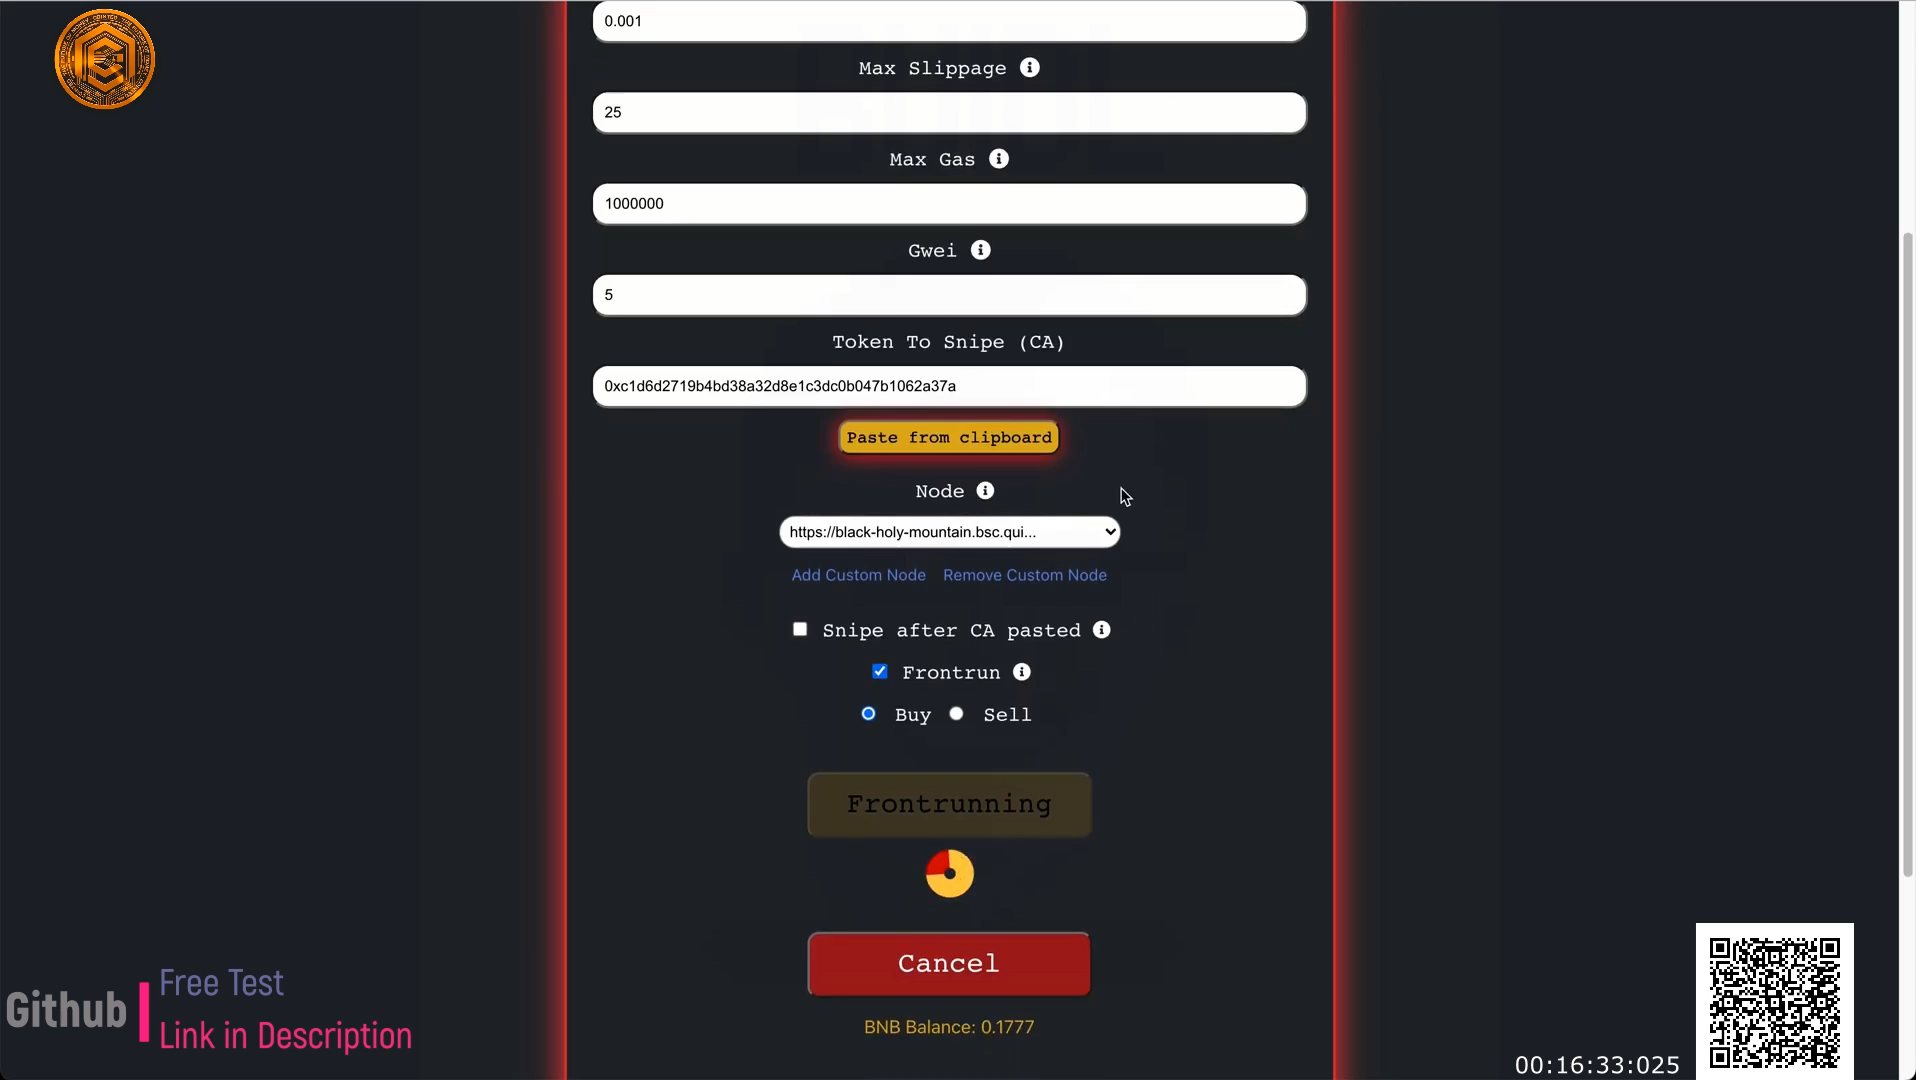 0.001
Max Slippage
25
Max Gas
1000000
Gwei
5
Token To Snipe (CA)
0xc1d6d2719b4bd38a32d8e1c3dc0b047b1062a37a
Paste from clipboard
Node
https://black-holy-mountain.bsc.qui...
Add Custom Node Remove Custom Node
Snipe after CA pasted
Frontrun
Buy Sell
Frontrunning
Cancel
BNB Balance: 0.1777
Github
Free Test
Link in Description
00:16:33:025